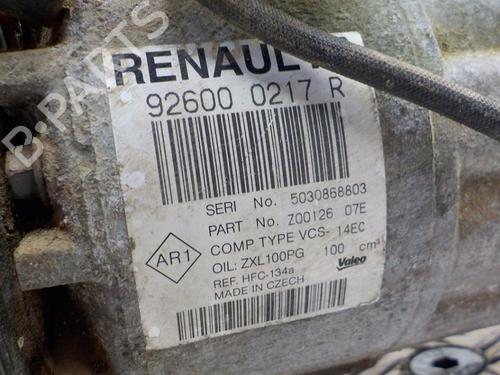 RENAULT
92600 0217 R
SERI No. 5030868803
PART No. Z00126 07E
COMP.TYPE VCS- 14EC
OIL: ZXL100PG 100 cm³
REF. HFC-134a
MADE IN CZECH
AR1
Valeo
B-PARTS